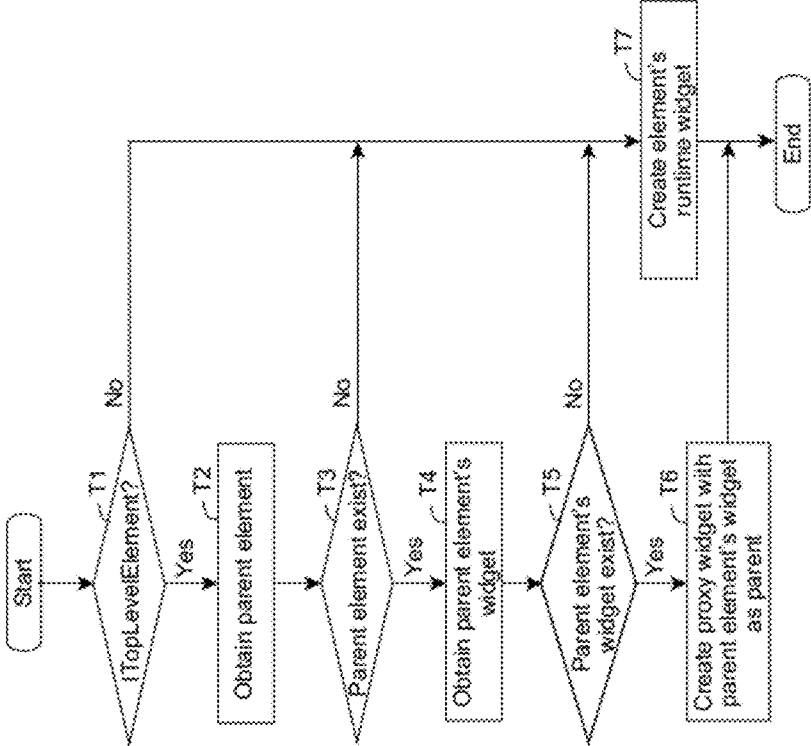 Start
T1
ITopLevelElement?
No
Yes
T2
Obtain parent element
T3
Parent element exist?
No
Yes
T4
Obtain parent element's
widget
T5
Parent element's
widget exist?
No
Yes
T6
Create proxy widget with
parent element's widget
as parent
T7
Create element's
runtime widget
End